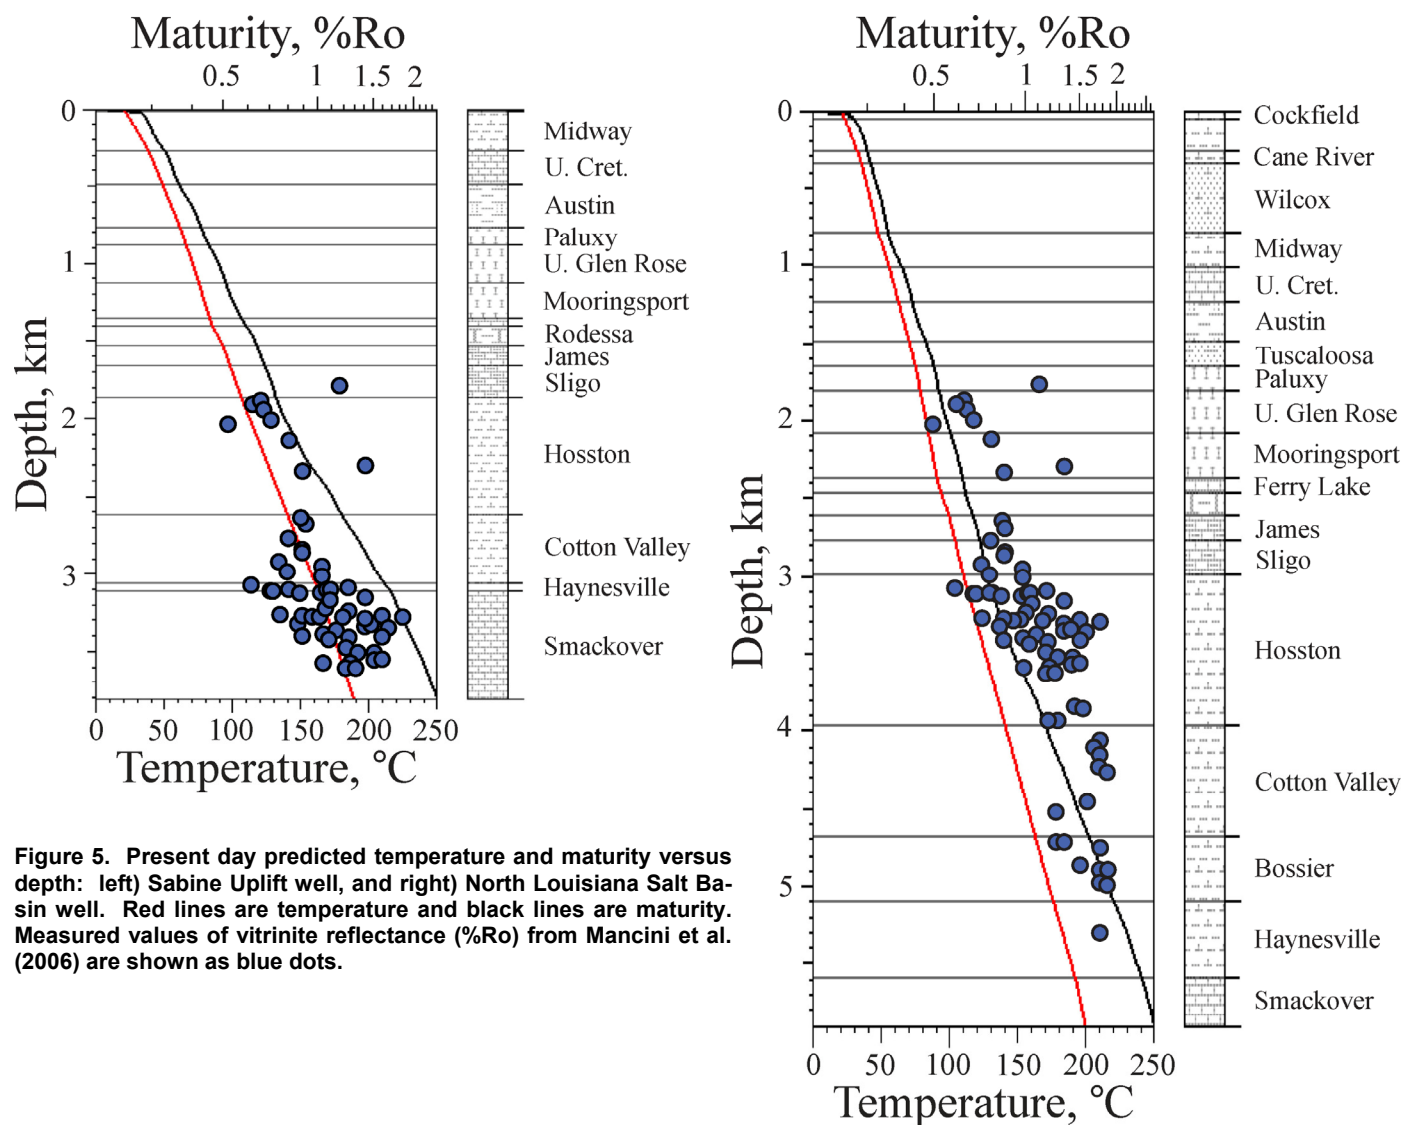 Maturity, %Ro
0.5 1 1.5 2
0
1
2
3
Depth, km
Midway
U. Cret.
Austin
Paluxy
U. Glen Rose
Mooringsport
Rodessa
James
Sligo
Hosston
Cotton Valley
Haynesville
Smackover
0 50 100 150 200 250
Temperature, °C
Figure 5. Present day predicted temperature and maturity versus
depth: left) Sabine Uplift well, and right) North Louisiana Salt Ba-
sin well. Red lines are temperature and black lines are maturity.
Measured values of vitrinite reflectance (%Ro) from Mancini et al.
(2006) are shown as blue dots.
Maturity, %Ro
0.5 1 1.5 2
0
1
2
3
4
5
Depth, km
Cockfield
Cane River
Wilcox
Midway
U. Cret.
Austin
Tuscaloosa
Paluxy
U. Glen Rose
Mooringsport
Ferry Lake
James
Sligo
Hosston
Cotton Valley
Bossier
Haynesville
Smackover
0 50 100 150 200 250
Temperature, °C